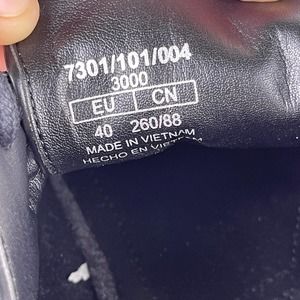 7301/101/004
3000
EU CN
40 260/88
MADE IN VIETNAM
HECHO EN VIETNAM